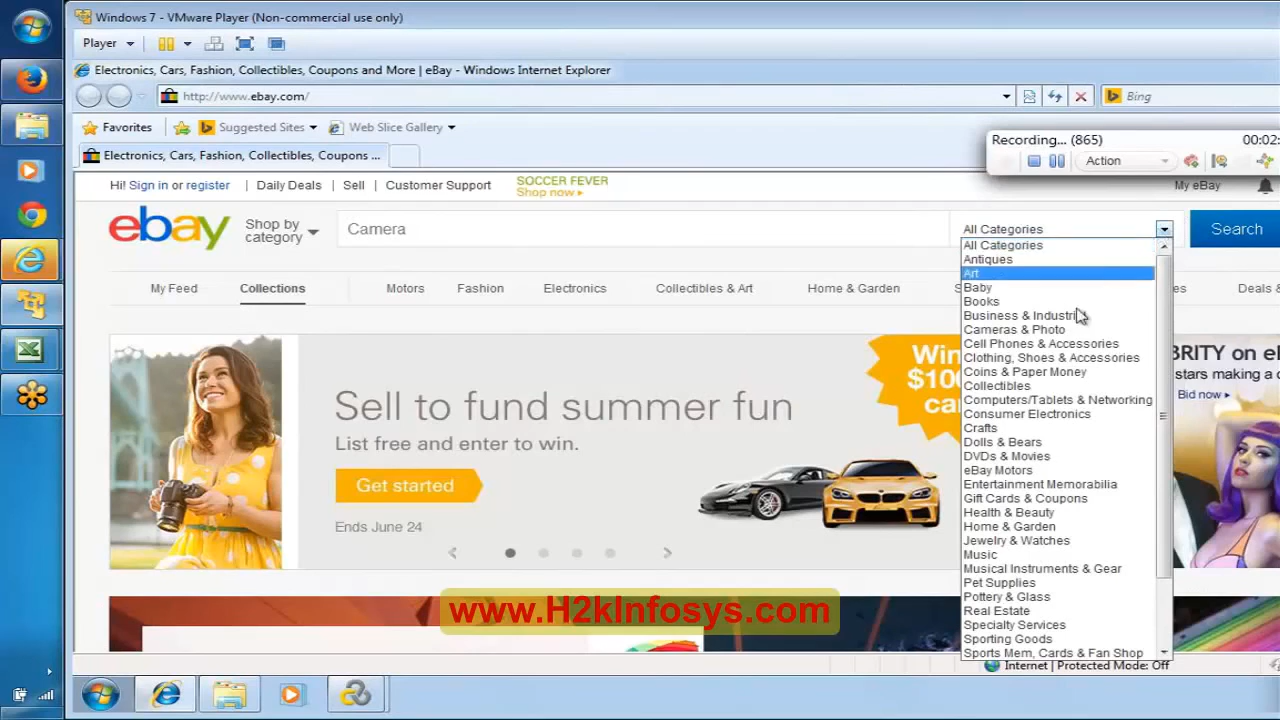 Windows 7 - VMware Player (Non-commercial use only)
Player
Electronics, Cars, Fashion, Collectibles, Coupons and More | eBay - Windows Internet Explorer
http://www.ebay.com/
Bing
Favorites
Suggested Sites
Web Slice Gallery
Electronics, Cars, Fashion, Collectibles, Coupons ...
Recording... (865)
00:02:
Action
Hi! Sign in or register
Daily Deals
Sell
Customer Support
SOCCER FEVER
Shop now
My eBay
ebay
Shop by
category
Camera
All Categories
Search
All Categories
Antiques
Art
Baby
Books
Business & Industri
Cameras & Photo
Cell Phones & Accessories
Clothing, Shoes & Accessories
Coins & Paper Money
Collectibles
Computers/Tablets & Networking
Consumer Electronics
Crafts
Dolls & Bears
DVDs & Movies
eBay Motors
Entertainment Memorabilia
Gift Cards & Coupons
Health & Beauty
Home & Garden
Jewelry & Watches
Music
Musical Instruments & Gear
Pet Supplies
Pottery & Glass
Real Estate
Specialty Services
Sporting Goods
Sports Mem, Cards & Fan Shop
My Feed
Collections
Motors
Fashion
Electronics
Collectibles & Art
Home & Garden
Deals &
Win
$100
Sell to fund summer fun
List free and enter to win.
Get started
Ends June 24
BRITY on e
stars making a
Bid now
www.H2kInfosys.com
Internet | Protected Mode: Off